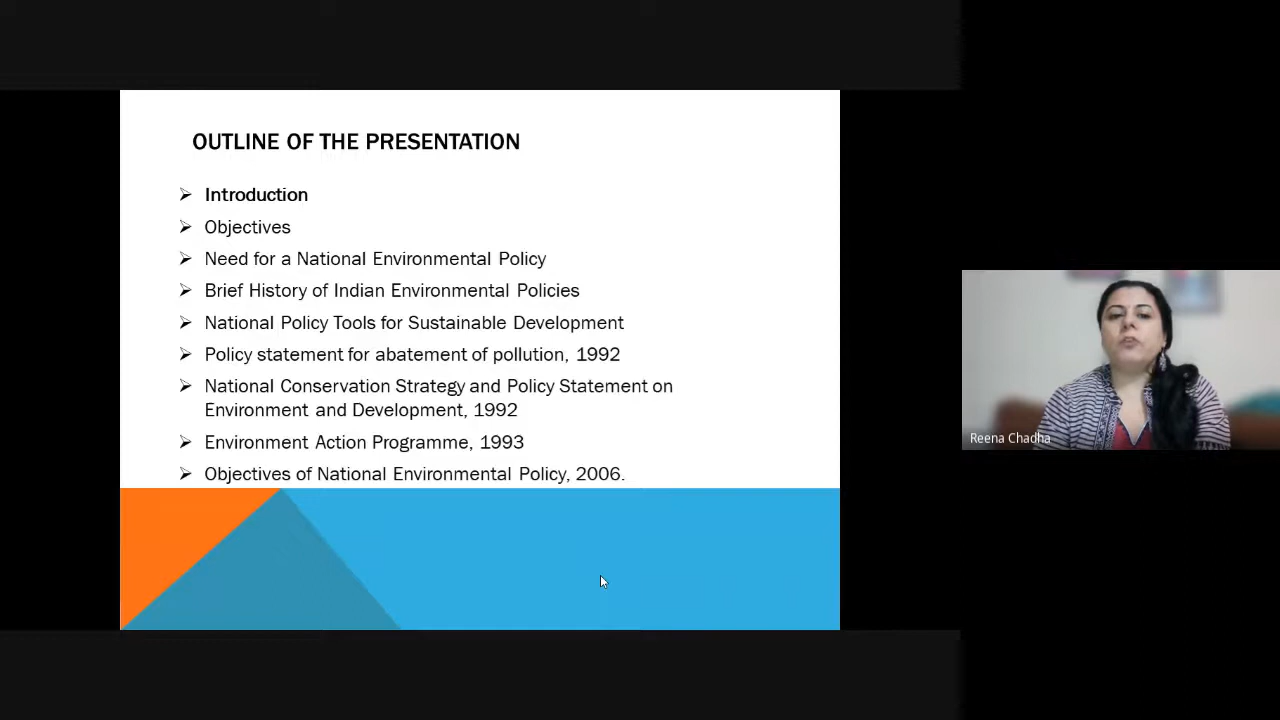 OUTLINE OF THE PRESENTATION
Introduction
Objectives
Need for a National Environmental Policy
Brief History of Indian Environmental Policies
National Policy Tools for Sustainable Development
Policy statement for abatement of pollution, 1992
National Conservation Strategy and Policy Statement on
Environment and Development, 1992
Environment Action Programme, 1993
Objectives of National Environmental Policy, 2006.
Reena Chadha